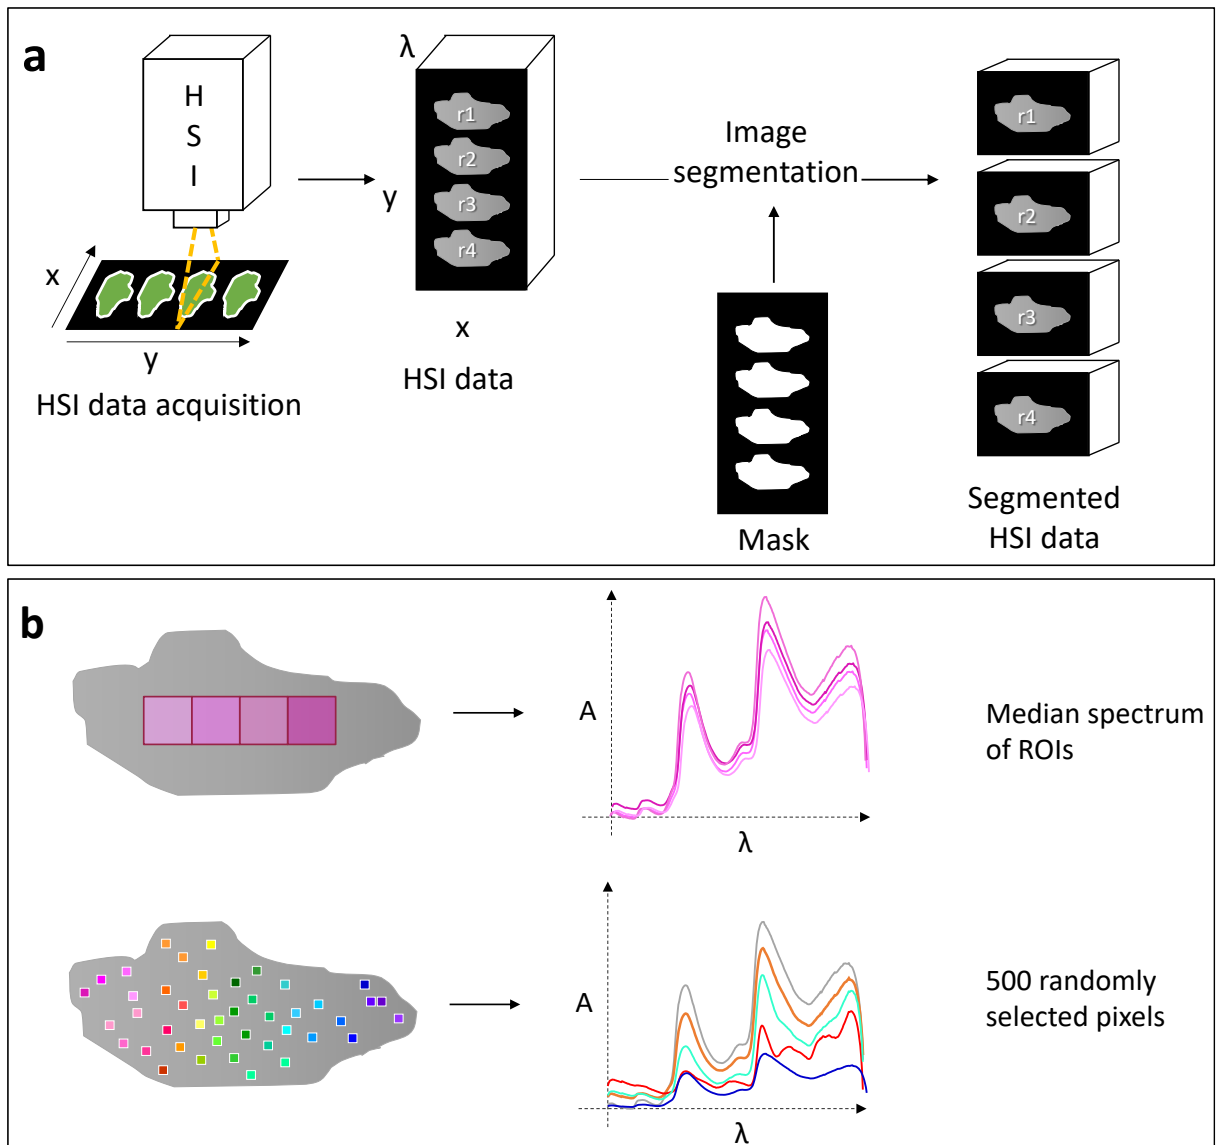 a
H
S
I
x
y
HSI data acquisition
λ
r1
r2
r3
r4
y
x
HSI data
Image
segmentation
Mask
r1
r2
r3
r4
Segmented
HSI data
b
A
λ
Median spectrum
of ROIs
A
λ
500 randomly
selected pixels